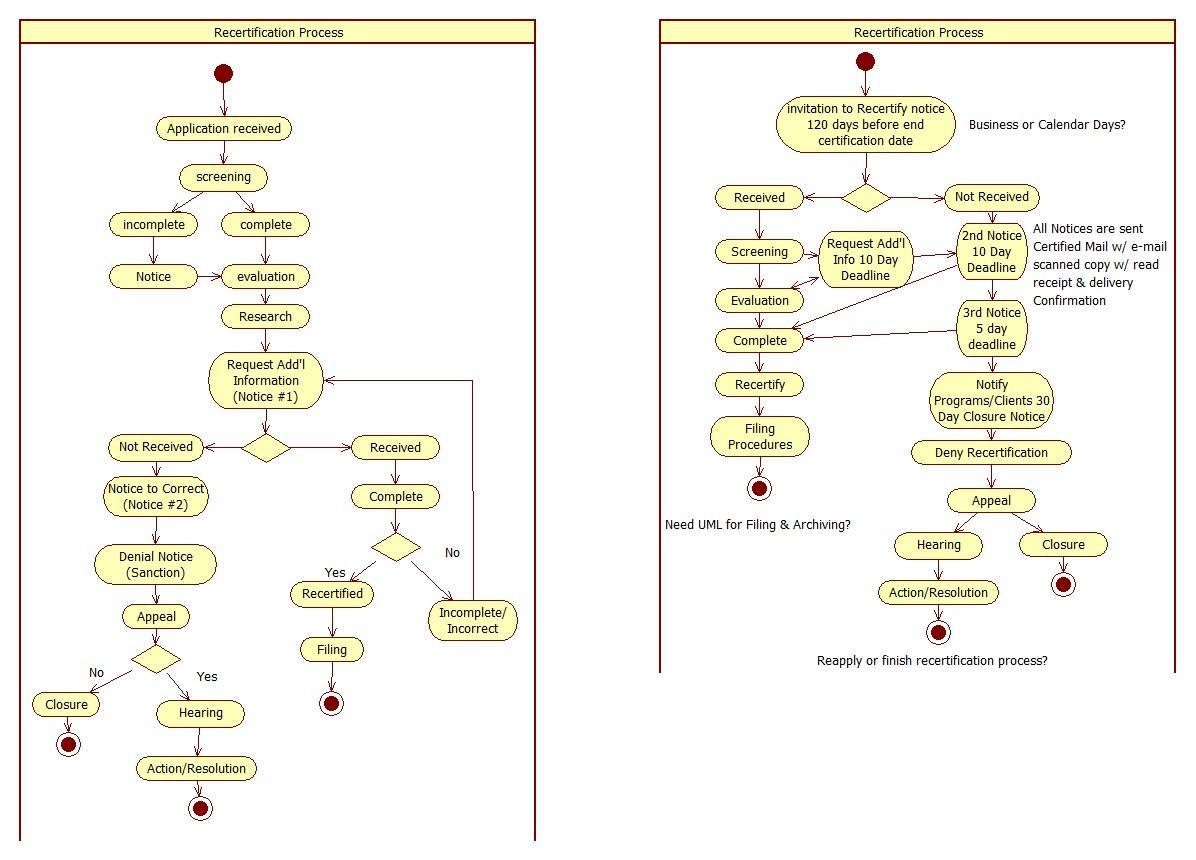 Recertification Process
Application received
screening
incomplete
complete
Notice
evaluation
Research
Request Add'l
Information
(Notice #1)
Not Received
Received
Notice to Correct
(Notice #2)
Complete
Denial Notice
(Sanction)
No
Yes
Recertified
Incomplete/
Incorrect
Appeal
Filing
No
Yes
Closure
Hearing
Action/Resolution
Recertification Process
invitation to Recertify notice
120 days before end
certification date
Business or Calendar Days?
Received
Not Received
Screening
Request Add'l
Info 10 Day
Deadline
2nd Notice
10 Day
Deadline
All Notices are sent
Certified Mail w/ e-mail
scanned copy w/ read
receipt & delivery
Confirmation
Evaluation
3rd Notice
5 day
deadline
Complete
Recertify
Notify
Programs/Clients 30
Day Closure Notice
Filing
Procedures
Deny Recertification
Appeal
Need UML for Filing & Archiving?
Hearing
Closure
Action/Resolution
Reapply or finish recertification process?